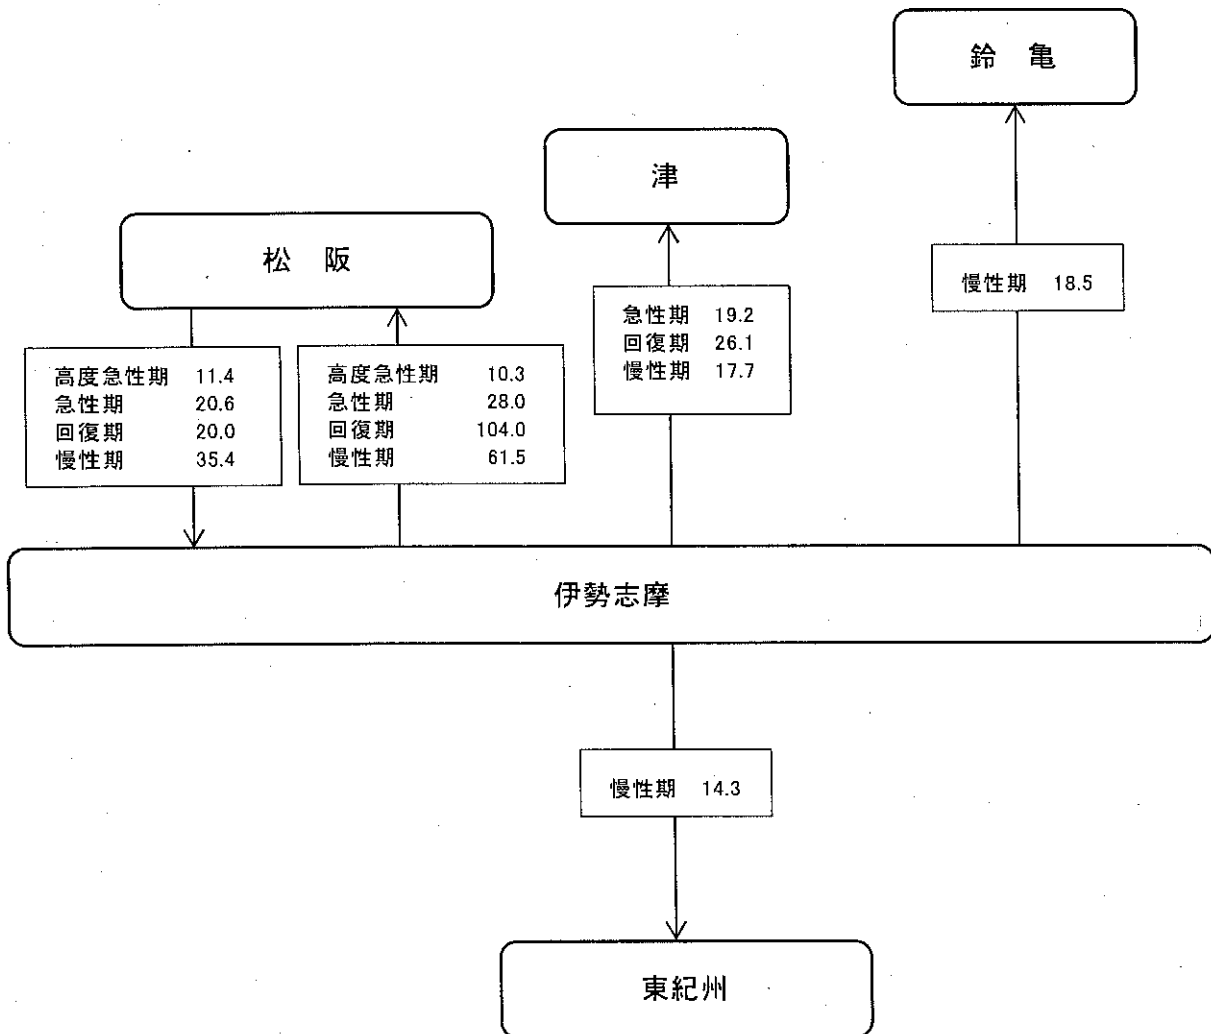 鈴　亀
津
松　阪
慢性期　18.5
急性期　19.2
回復期　26.1
慢性期　17.7
高度急性期　11.4
急性期　20.6
回復期　20.0
慢性期　35.4
高度急性期　10.3
急性期　28.0
回復期　104.0
慢性期　61.5
伊勢志摩
慢性期　14.3
東紀州